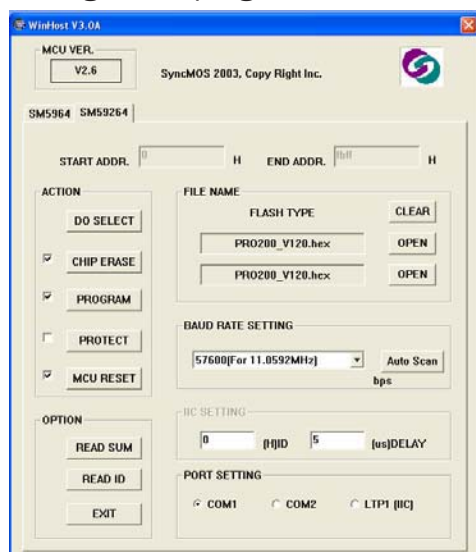 WinHost V3.0A
MCU VER.
V2.6
SyncMOS 2003, Copy Right Inc.
SM5964 SM59264
START ADDR. 0 H END ADDR. fbff H
ACTION
DO SELECT
CHIP ERASE
PROGRAM
PROTECT
MCU RESET
FILE NAME
FLASH TYPE CLEAR
PRO200_V120.hex OPEN
PRO200_V120.hex OPEN
BAUD RATE SETTING
57600(For 11.0592MHz) Auto Scan
bps
OPTION
READ SUM
READ ID
EXIT
IIC SETTING
0 (H)ID 5 (us)DELAY
PORT SETTING
COM1 COM2 LTP1 (IIC)